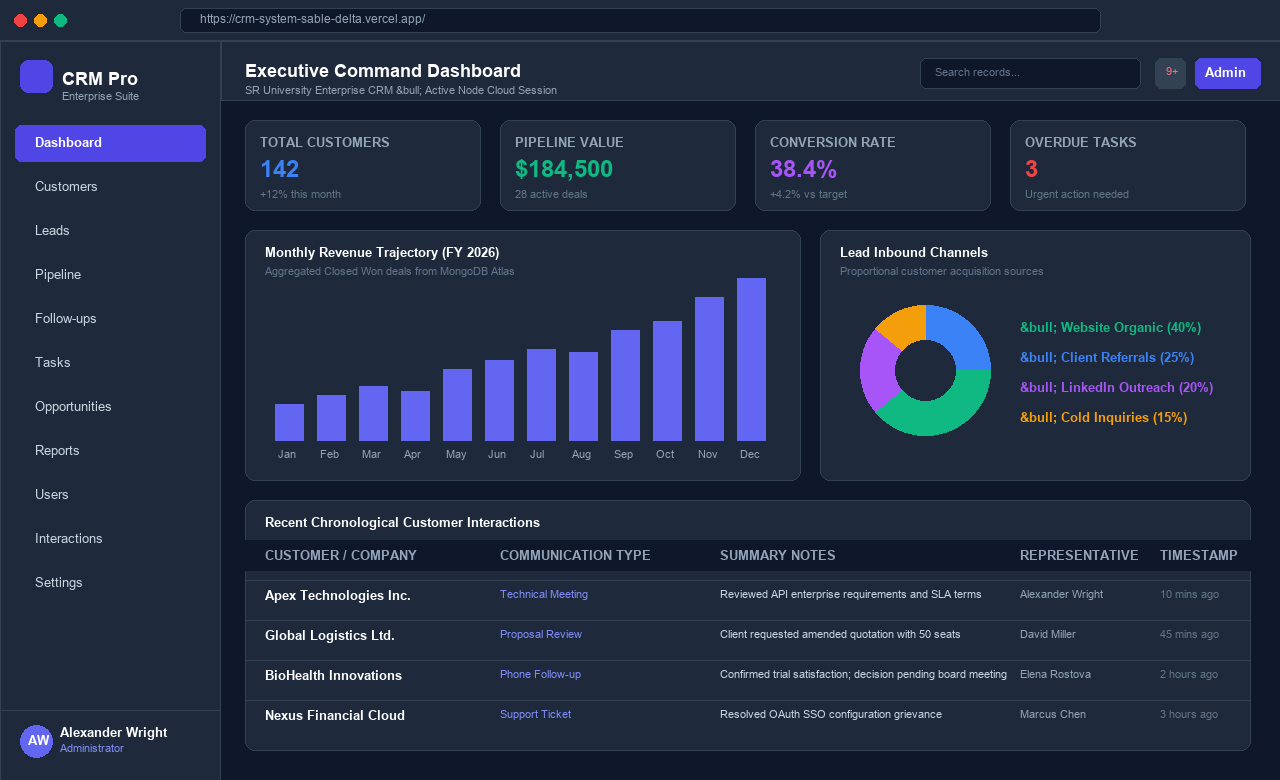 https://crm-system-sable-delta.vercel.app/
CRM Pro
Enterprise Suite
Dashboard
Customers
Leads
Pipeline
Follow-ups
Tasks
Opportunities
Reports
Users
Interactions
Settings
AW
Alexander Wright
Administrator
Executive Command Dashboard
SR University Enterprise CRM &bull; Active Node Cloud Session
Search records...
9+
Admin
TOTAL CUSTOMERS
142
+12% this month
PIPELINE VALUE
$184,500
28 active deals
CONVERSION RATE
38.4%
+4.2% vs target
OVERDUE TASKS
3
Urgent action needed
Monthly Revenue Trajectory (FY 2026)
Aggregated Closed Won deals from MongoDB Atlas
Jan Feb Mar Apr May Jun Jul Aug Sep Oct Nov Dec
Lead Inbound Channels
Proportional customer acquisition sources
&bull; Website Organic (40%)
&bull; Client Referrals (25%)
&bull; LinkedIn Outreach (20%)
&bull; Cold Inquiries (15%)
Recent Chronological Customer Interactions
CUSTOMER / COMPANY COMMUNICATION TYPE SUMMARY NOTES REPRESENTATIVE TIMESTAMP
Apex Technologies Inc. Technical Meeting Reviewed API enterprise requirements and SLA terms Alexander Wright 10 mins ago
Global Logistics Ltd. Proposal Review Client requested amended quotation with 50 seats David Miller 45 mins ago
BioHealth Innovations Phone Follow-up Confirmed trial satisfaction; decision pending board meeting Elena Rostova 2 hours ago
Nexus Financial Cloud Support Ticket Resolved OAuth SSO configuration grievance Marcus Chen 3 hours ago